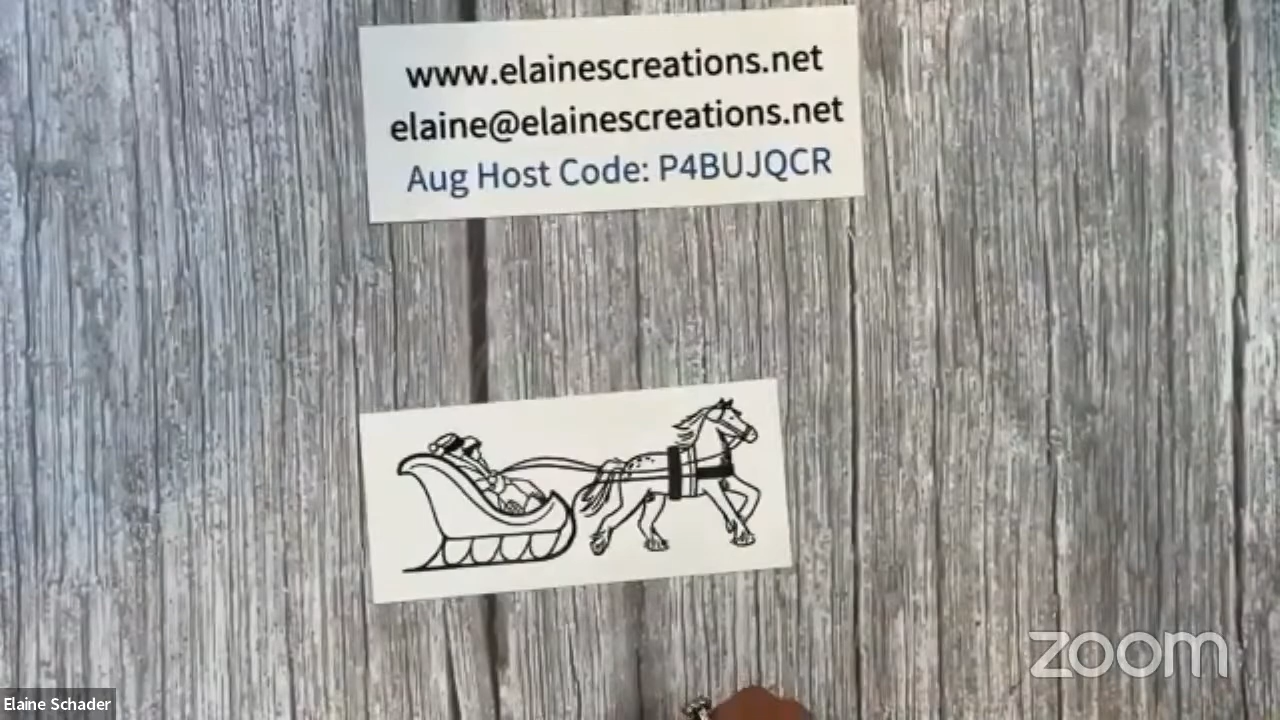 www.elainescreations.net
elaine@elainescreations.net
Aug Host Code: P4BUJQCR
zoom
Elaine Schader